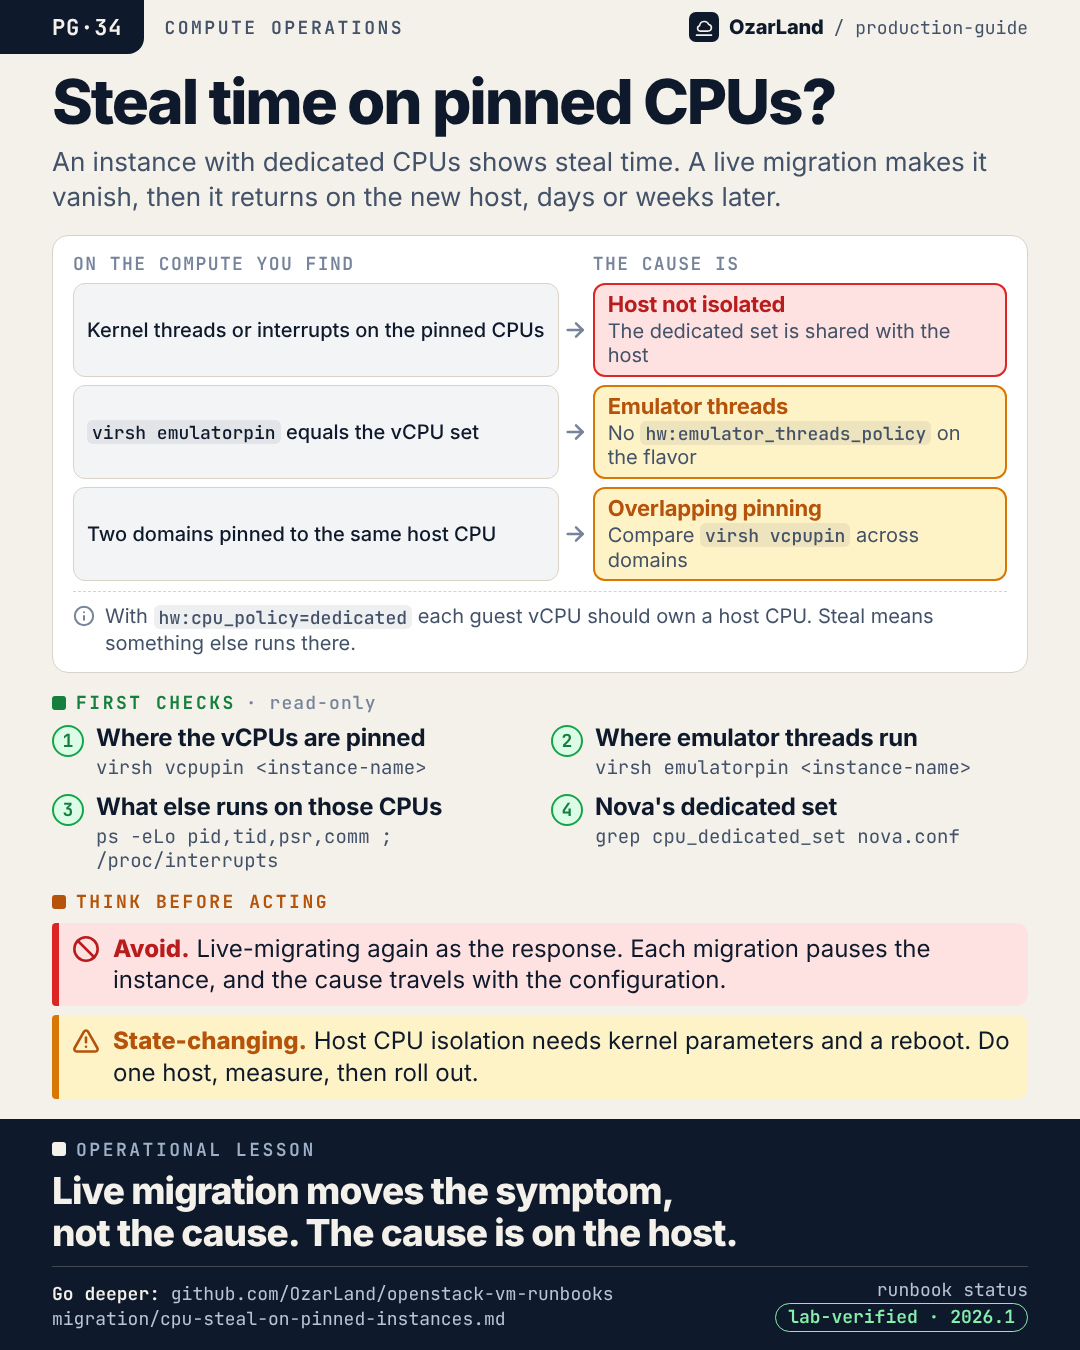 PG·34
COMPUTE OPERATIONS
OzarLand / production-guide
Steal time on pinned CPUs?
An instance with dedicated CPUs shows steal time. A live migration makes it
vanish, then it returns on the new host, days or weeks later.
ON THE COMPUTE YOU FIND
THE CAUSE IS
Kernel threads or interrupts on the pinned CPUs
→
Host not isolated
The dedicated set is shared with the
host
virsh emulatorpin equals the vCPU set
→
Emulator threads
No hw:emulator_threads_policy on
the flavor
Two domains pinned to the same host CPU
→
Overlapping pinning
Compare virsh vcpupin across
domains
With hw:cpu_policy=dedicated each guest vCPU should own a host CPU. Steal means
something else runs there.
FIRST CHECKS · read-only
1 Where the vCPUs are pinned
virsh vcpupin <instance-name>
2 Where emulator threads run
virsh emulatorpin <instance-name>
3 What else runs on those CPUs
ps -eLo pid,tid,psr,comm ;
/proc/interrupts
4 Nova's dedicated set
grep cpu_dedicated_set nova.conf
THINK BEFORE ACTING
Avoid. Live-migrating again as the response. Each migration pauses the
instance, and the cause travels with the configuration.
State-changing. Host CPU isolation needs kernel parameters and a reboot. Do
one host, measure, then roll out.
OPERATIONAL LESSON
Live migration moves the symptom,
not the cause. The cause is on the host.
Go deeper: github.com/OzarLand/openstack-vm-runbooks
migration/cpu-steal-on-pinned-instances.md
runbook status
lab-verified · 2026.1